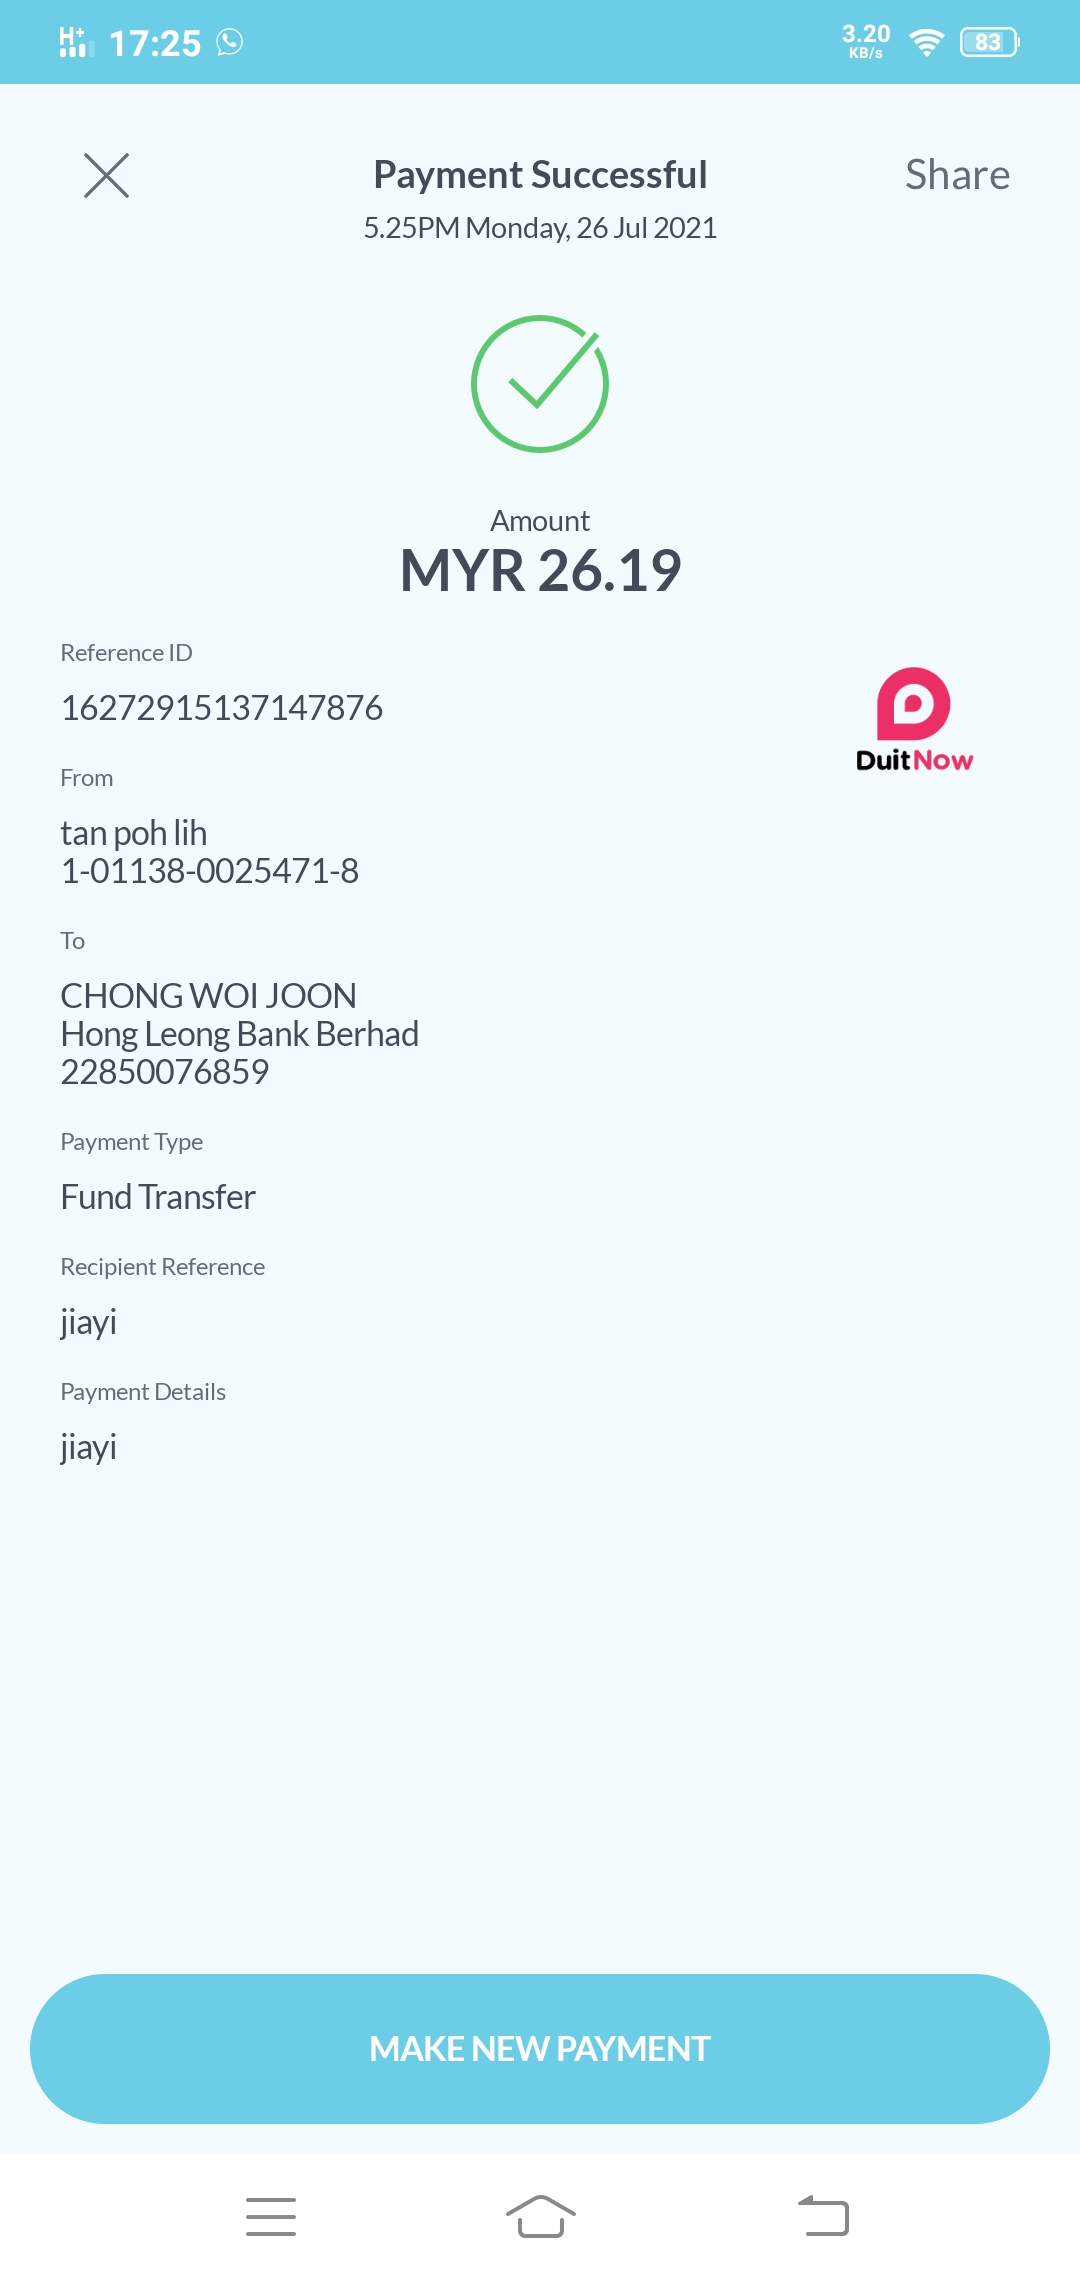 H+ 17:25 3.20 KB/s 83
Payment Successful
Share
5.25PM Monday, 26 Jul 2021
Amount
MYR 26.19
Reference ID
16272915137147876
DuitNow
From
tan poh lih
1-01138-0025471-8
To
CHONG WOI JOON
Hong Leong Bank Berhad
22850076859
Payment Type
Fund Transfer
Recipient Reference
jiayi
Payment Details
jiayi
MAKE NEW PAYMENT